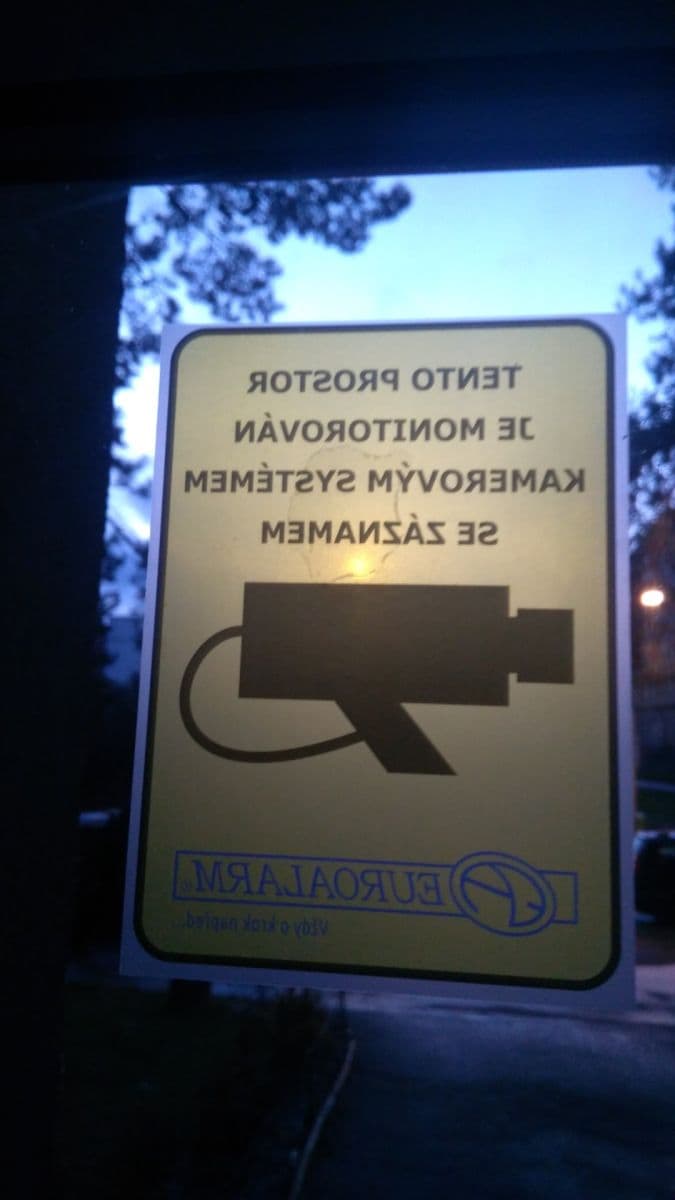 TENTO PROSTOR
JE MONITOROVÁN
KAMEROVÝM SYSTÉMEM
SE ZÁZNAMEM
EUROALARM®
Vždy o krok napřed...